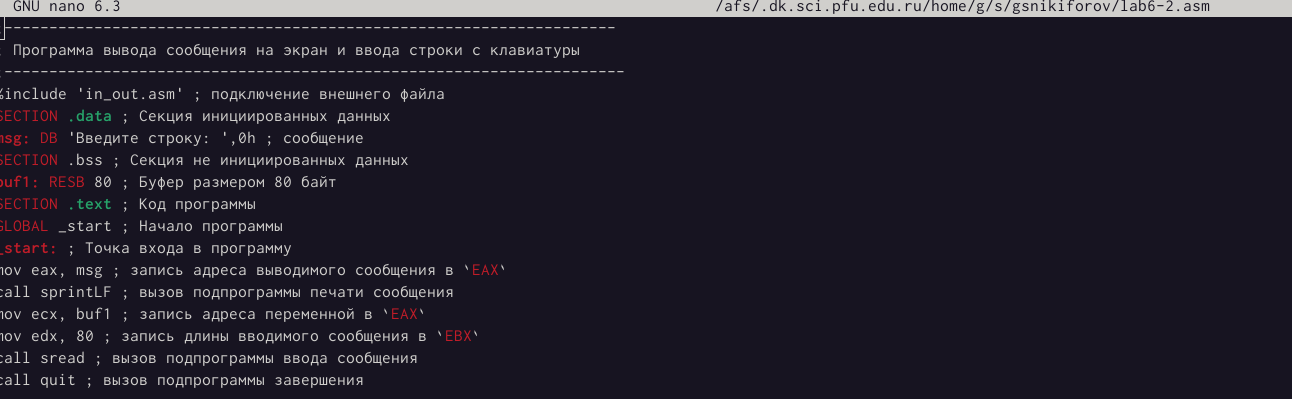 GNU nano 6.3 /afs/.dk.sci.pfu.edu.ru/home/g/s/gsnikiforov/lab6-2.asm
;--------------------------------------------------------------------
; Программа вывода сообщения на экран и ввода строки с клавиатуры
;---------------------------------------------------------------------
%include 'in_out.asm' ; подключение внешнего файла
SECTION .data ; Секция инициированных данных
msg: DB 'Введите строку: ',0h ; сообщение
SECTION .bss ; Секция не инициированных данных
buf1: RESB 80 ; Буфер размером 80 байт
SECTION .text ; Код программы
GLOBAL _start ; Начало программы
_start: ; Точка входа в программу
mov eax, msg ; запись адреса выводимого сообщения в `EAX`
call sprintLF ; вызов подпрограммы печати сообщения
mov ecx, buf1 ; запись адреса переменной в `EAX`
mov edx, 80 ; запись длины вводимого сообщения в `EBX`
call sread ; вызов подпрограммы ввода сообщения
call quit ; вызов подпрограммы завершения